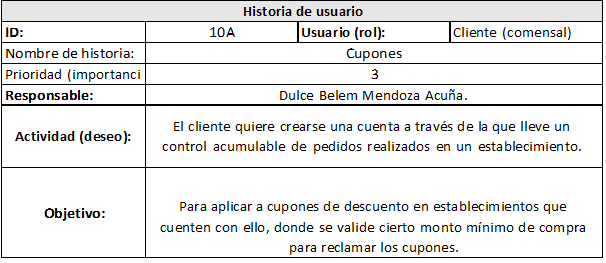 Historia de usuario
ID: 10A Usuario (rol): Cliente (comensal)
Nombre de historia: Cupones
Prioridad (importanci 3
Responsable: Dulce Belem Mendoza Acuña.
Actividad (deseo): El cliente quiere crearse una cuenta a través de la que lleve un
control acumulable de pedidos realizados en un establecimiento.
Objetivo: Para aplicar a cupones de descuento en establecimientos que
cuenten con ello, donde se valide cierto monto mínimo de compra
para reclamar los cupones.